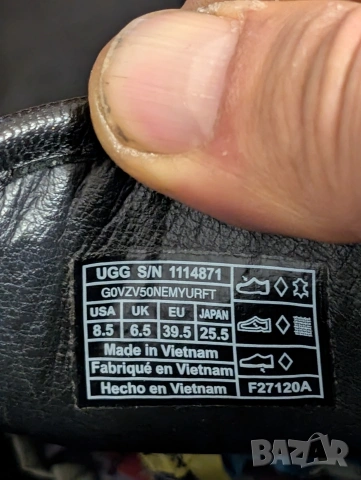 UGG S/N 1114871
G0VZV50NEMYURFT
USA UK EU JAPAN
8.5 6.5 39.5 25.5
Made in Vietnam
Fabriqué en Vietnam
Hecho en Vietnam F27120A
BAZAR